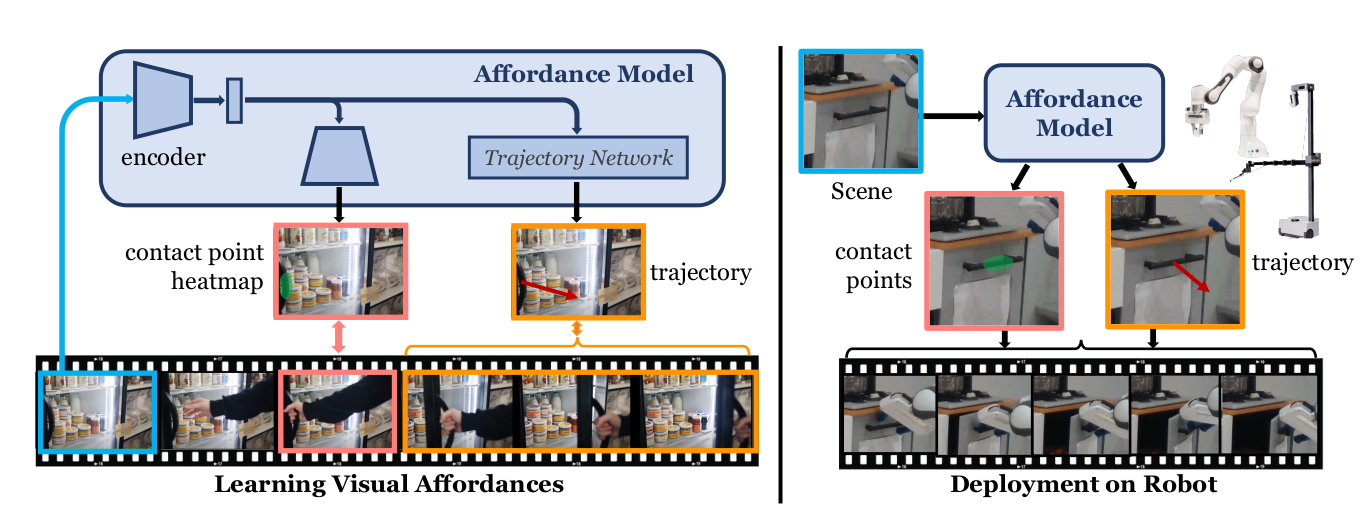 Affordance Model
encoder
Trajectory Network
contact point
heatmap
trajectory
Learning Visual Affordances
Scene
Affordance
Model
contact
points
trajectory
Deployment on Robot